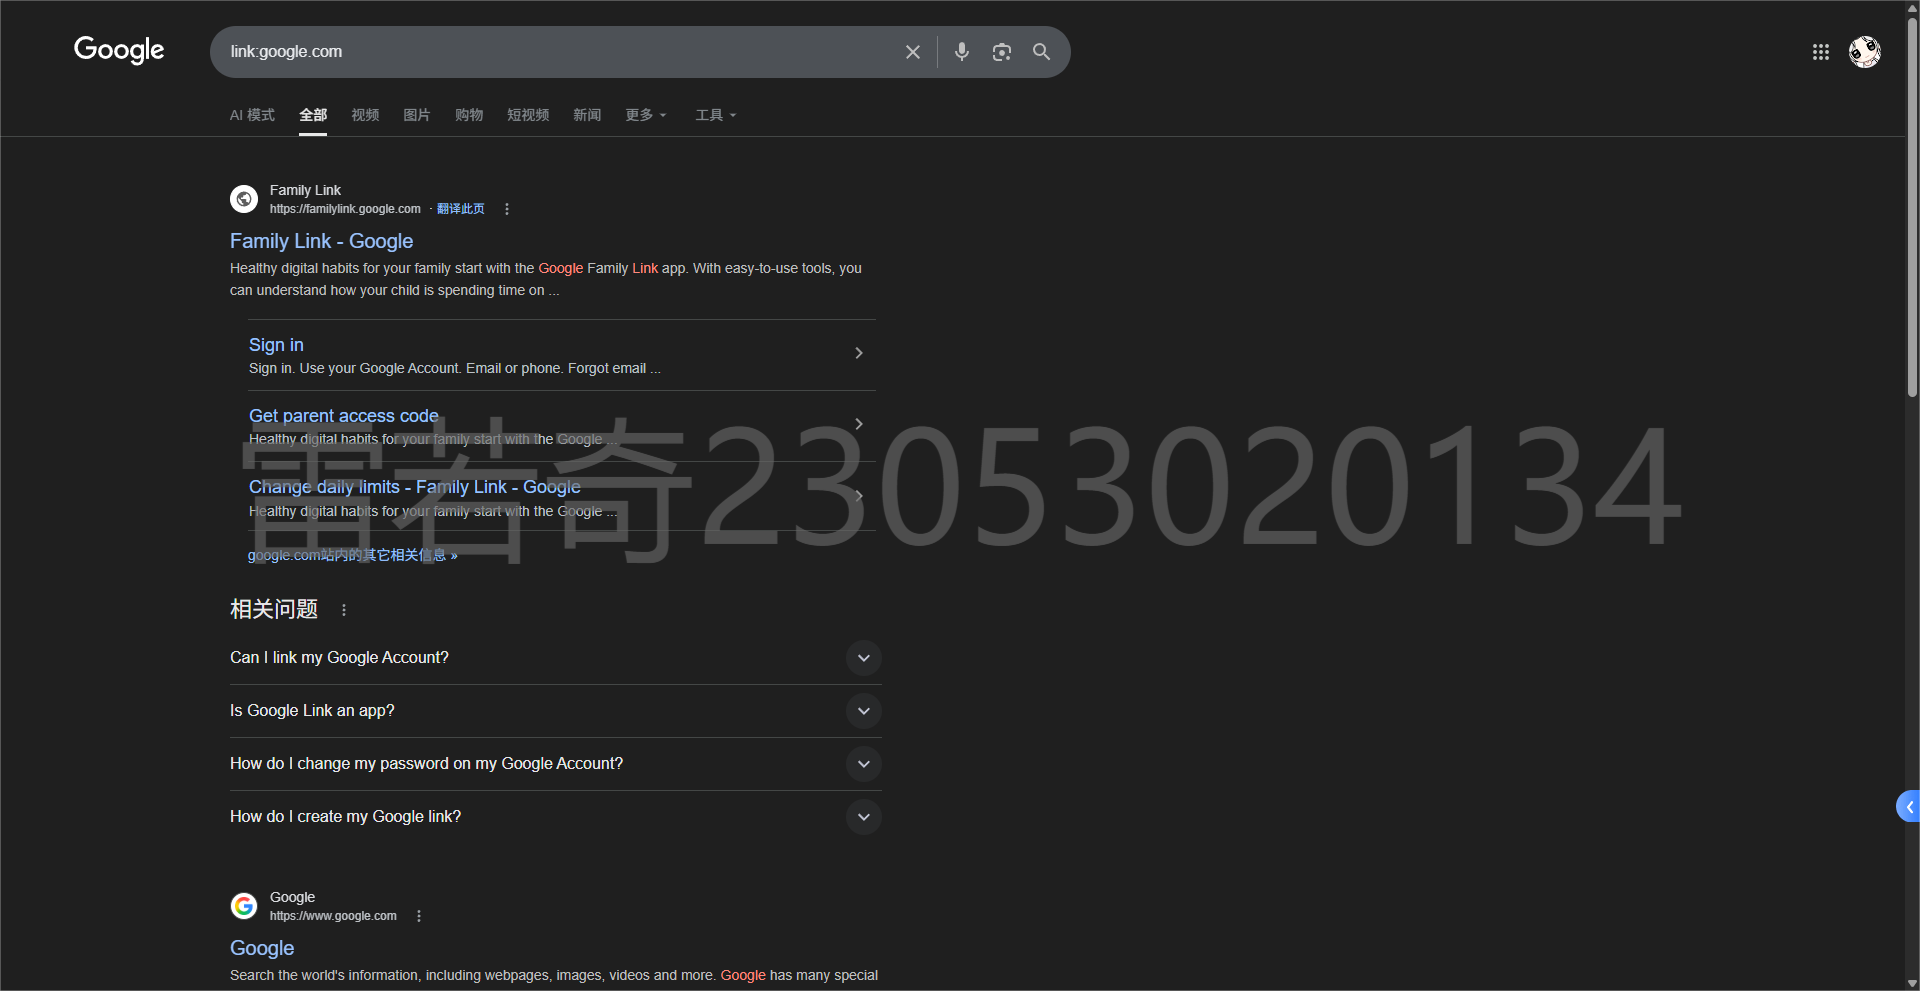 Google
link:google.com
AI 模式 全部 视频 图片 购物 短视频 新闻 更多 工具
Family Link
https://familylink.google.com · 翻译此页
Family Link - Google
Healthy digital habits for your family start with the Google Family Link app. With easy-to-use tools, you
can understand how your child is spending time on ...
Sign in
Sign in. Use your Google Account. Email or phone. Forgot email ...
Get parent access code
Healthy digital habits for your family start with the Google ...
雷若奇23053020134
Change daily limits - Family Link - Google
Healthy digital habits for your family start with the Google ...
google.com站内的其它相关信息 »
相关问题
Can I link my Google Account?
Is Google Link an app?
How do I change my password on my Google Account?
How do I create my Google link?
Google
https://www.google.com
Google
Search the world's information, including webpages, images, videos and more. Google has many special